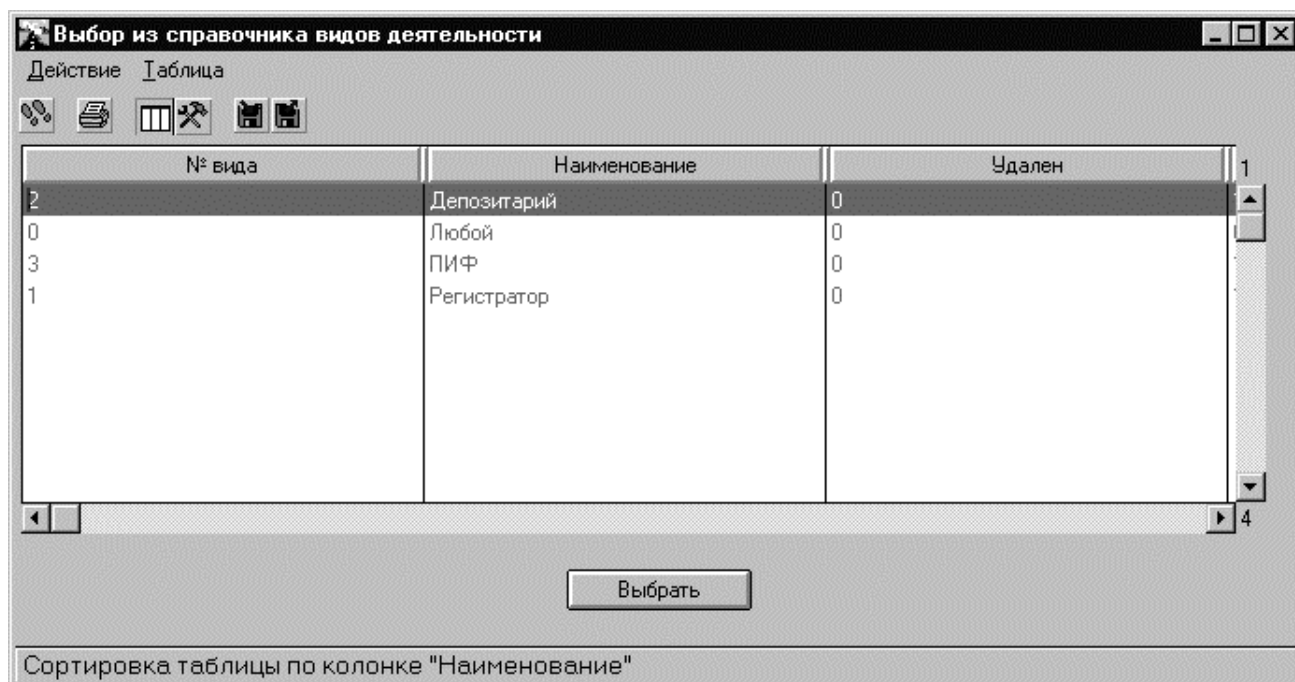 Выбор из справочника видов деятельности
Действие Таблица
№ вида Наименование Удален 1
2 Депозитарий 0
0 Любой 0
3 ПИФ 0
1 Регистратор 0
4
Выбрать
Сортировка таблицы по колонке "Наименование"